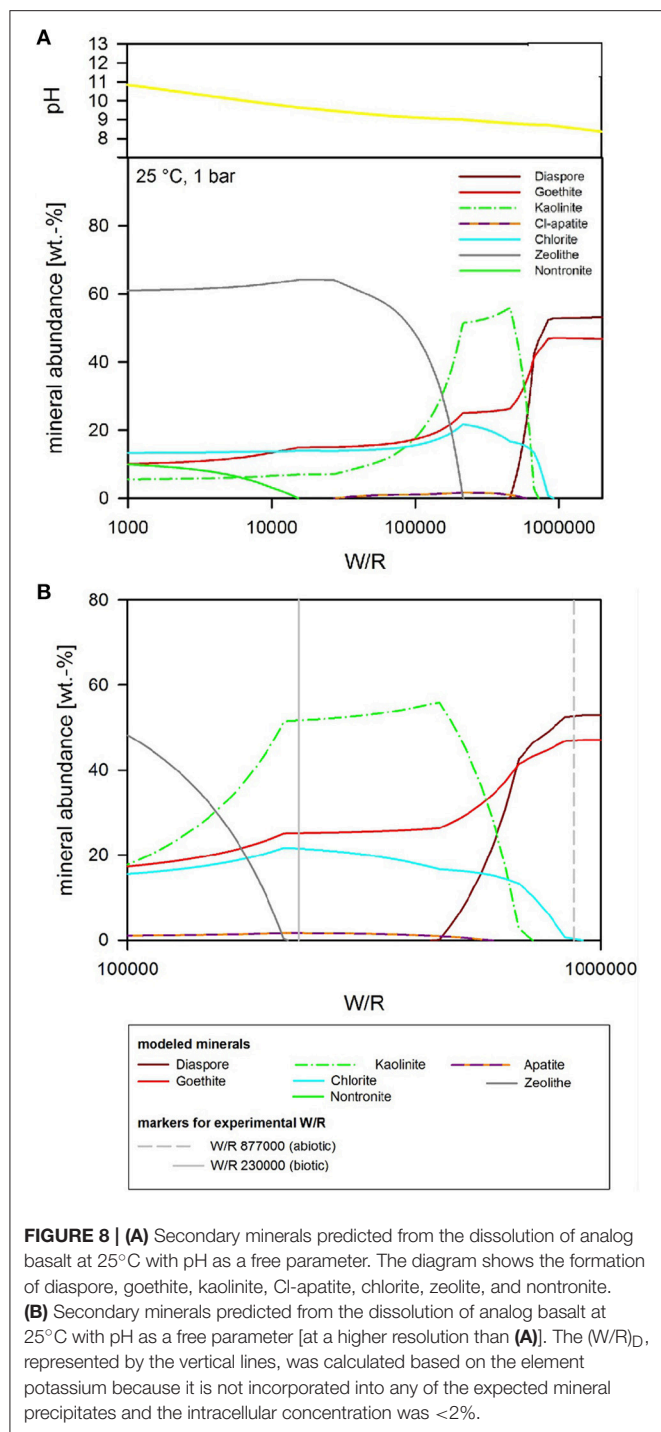 A
13
12
11
10
9
8
pH
25 °C, 1 bar
Diaspore
Goethite
Kaolinite
Cl-apatite
Chlorite
Zeolithe
Nontronite
80
60
40
20
0
mineral abundance [wt.-%]
1000 10000 100000 1000000
W/R
B
80
60
40
20
0
mineral abundance [wt.-%]
100000 1000000
W/R
modeled minerals
Diaspore Kaolinite Apatite
Goethite Chlorite Zeolithe
Nontronite
markers for experimental W/R
W/R 877000 (abiotic)
W/R 230000 (biotic)
FIGURE 8 | (A) Secondary minerals predicted from the dissolution of analog
basalt at 25°C with pH as a free parameter. The diagram shows the formation
of diaspore, goethite, kaolinite, Cl-apatite, chlorite, zeolite, and nontronite.
(B) Secondary minerals predicted from the dissolution of analog basalt at
25°C with pH as a free parameter [at a higher resolution than (A)]. The (W/R)D,
represented by the vertical lines, was calculated based on the element
potassium because it is not incorporated into any of the expected mineral
precipitates and the intracellular concentration was <2%.